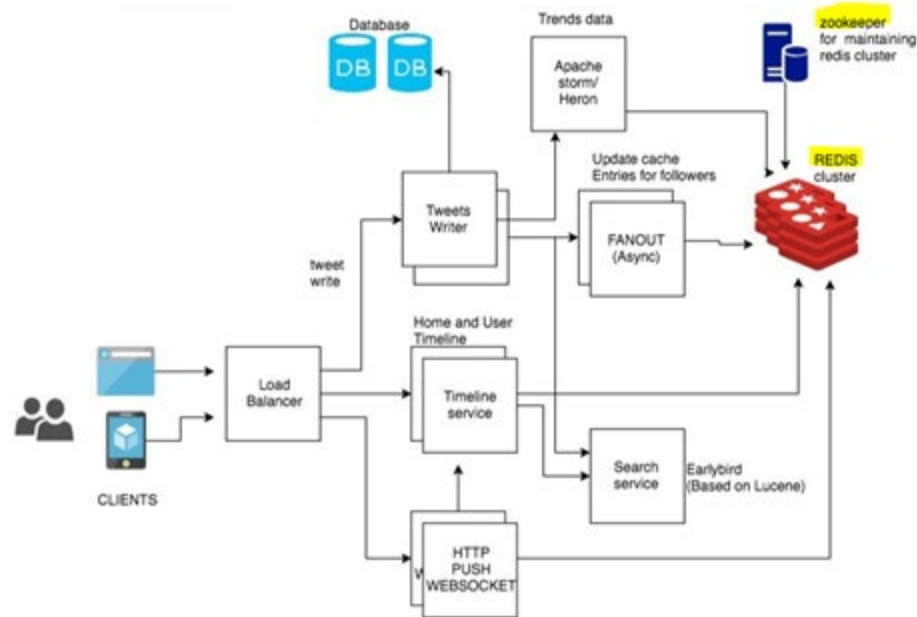 Database
DB DB
Trends data
Apache
storm/
Heron
zookeeper
for maintaining
redis cluster
REDIS
cluster
Update cache
Entries for followers
Tweets
Writer
FANOUT
(Async)
tweet
write
Home and User
Timeline
Load
Balancer
Timeline
service
Search
service
Earlybird
(Based on Lucene)
CLIENTS
W
HTTP
PUSH
WEBSOCKET